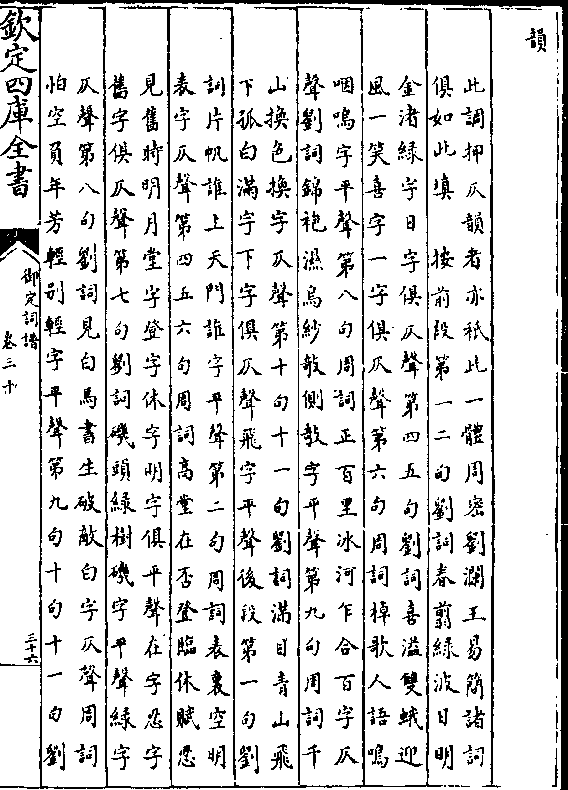 韻
此調押仄韻者亦秖此一體周密劉瀾王易簡諸詞
俱如此填　按前段第一二句劉詞春翦綠波日明
金渚綠字日字俱仄聲第四五句劉詞喜溢雙蛾迎
風一笑喜字一字俱仄聲第六句周詞棹歌人語嗚
咽嗚字平聲第八句周詞正百里冰河乍合百字仄
聲劉詞錦袍濕烏紗攲側攲字平聲第九句周詞千
山換色換字仄聲第十句十一句劉詞滿目青山飛
下孤白滿字下字俱仄聲飛字平聲後段第一句劉
詞片帆誰上天門誰字平聲第二句周詞表裏空明
表字仄聲第四五六句周詞高堂在否登臨休賦忍
見舊時明月堂字登字休字明字俱平聲在字忍字
舊字俱仄聲第七句劉詞磯頭綠樹磯字平聲綠字
仄聲第八句劉詞見白馬書生破敵白字仄聲周詞
怕空負年芳輕别輕字平聲第九句十句十一句劉
欽定四庫全書
御定詞譜
卷三十
三十六